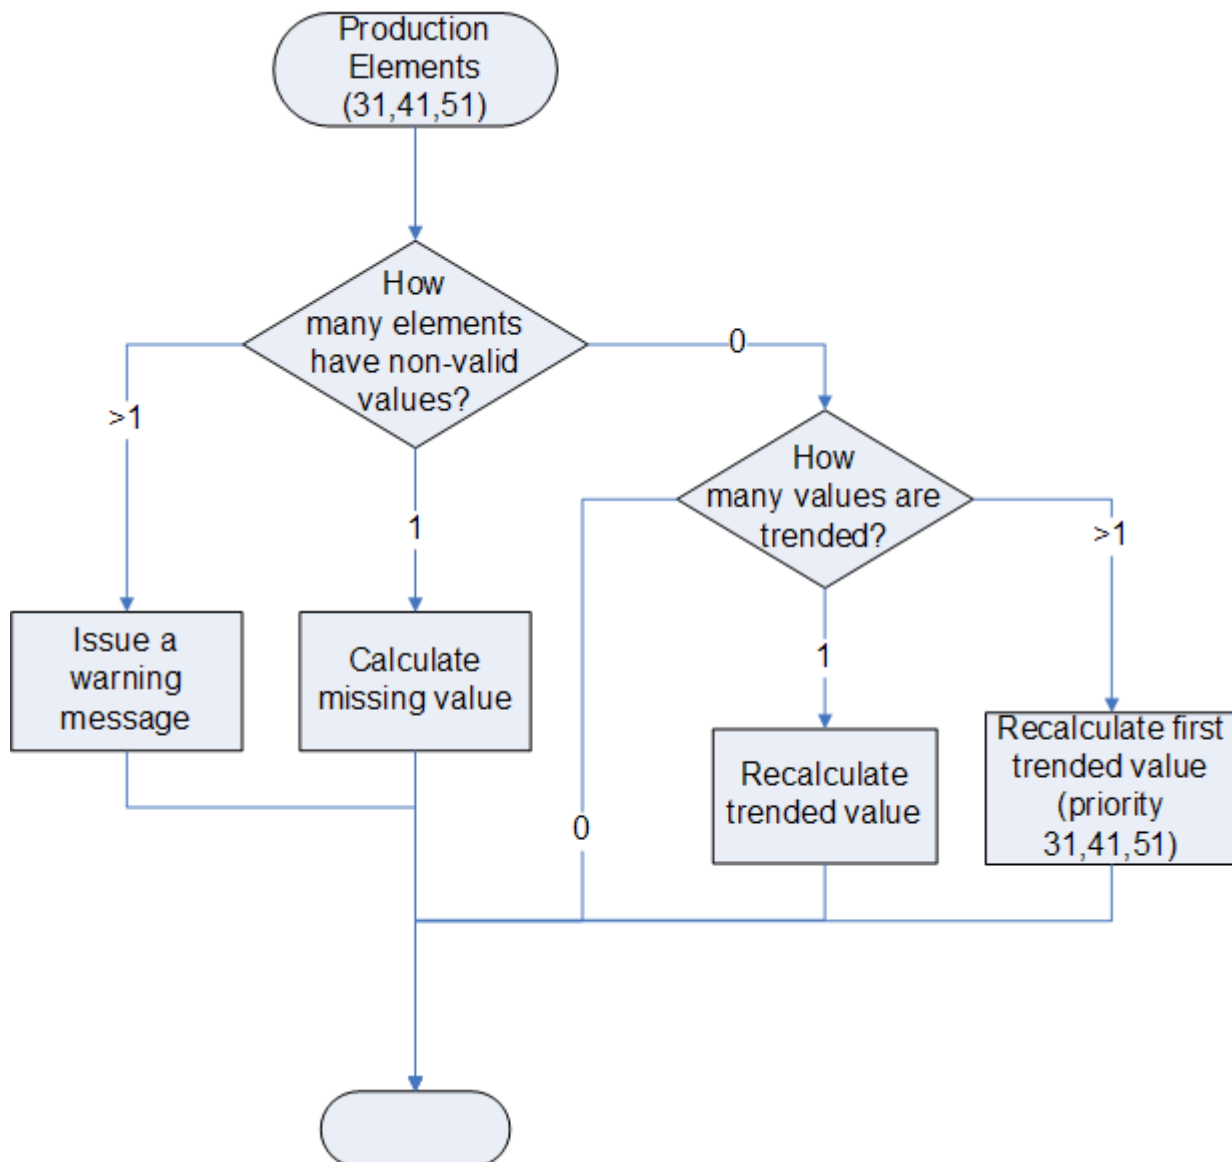 Production
Elements
(31,41,51)
How
many elements
have non-valid
values?
0
>1
How
many values are
trended?
1
>1
Issue a
warning
message
Calculate
missing value
1
Recalculate first
trended value
(priority
31,41,51)
Recalculate
trended value
0